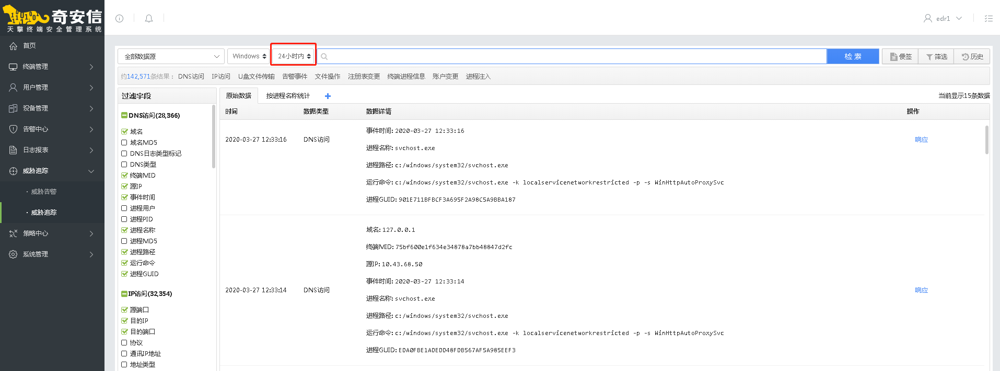 奇安信
天擎终端安全管理系统
edr1
首页
终端管理
用户管理
设备管理
告警中心
日志报表
威胁追踪
· 威胁告警
· 威胁追踪
策略中心
系统管理
全部数据源 Windows 24小时内 检 索 便签 筛选 历史
约142,571条结果： DNS访问 IP访问 U盘文件传输 告警事件 文件操作 注册表变更 终端进程信息 账户变更 进程注入
过滤字段
DNS访问(28,366)
域名
域名MD5
DNS日志类型标记
DNS类型
终端MID
源IP
事件时间
进程用户
进程PID
进程名称
进程MD5
进程路径
运行命令
进程GUID
IP访问(32,354)
源端口
目的IP
目的端口
协议
通讯IP地址
地址类型
原始数据 按进程名称统计 + 当前显示15条数据
时间 数据类型 数据详情 操作
事件时间: 2020-03-27 12:33:16
2020-03-27 12:33:16 DNS访问 响应
进程名称: svchost.exe
进程路径: c:/windows/system32/svchost.exe
运行命令: c:/windows/system32/svchost.exe -k localservicenetworkrestricted -p -s WinHttpAutoProxySvc
进程GUID: 901E711BFBCF3A695F2A98C5A9BBA187
域名: 127.0.0.1
终端MID: 75bf600e1f634e34878a7bb48847d2fc
源IP: 10.43.68.50
事件时间: 2020-03-27 12:33:14
2020-03-27 12:33:14 DNS访问 响应
进程名称: svchost.exe
进程路径: c:/windows/system32/svchost.exe
运行命令: c:/windows/system32/svchost.exe -k localservicenetworkrestricted -p -s WinHttpAutoProxySvc
进程GUID: EDA0FBE1ADEDD48FDB567AF5A985EEF3